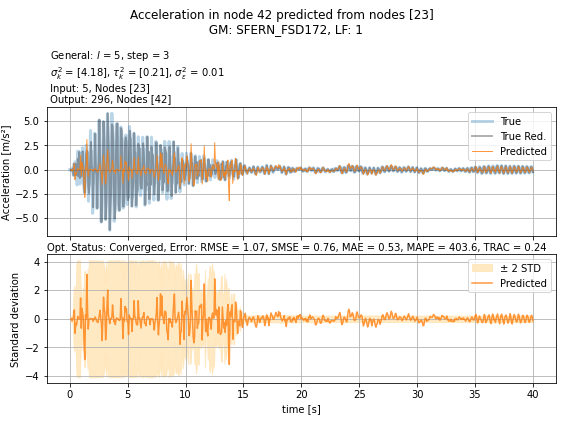 Acceleration in node 42 predicted from nodes [23]
GM: SFERN_FSD172, LF: 1
General: l = 5, step = 3
σ²ₖ = [4.18], τ²ₖ = [0.21], σ²ε = 0.01
Input: 5, Nodes [23]
Output: 296, Nodes [42]
Acceleration [m/s²]
5.0
2.5
0.0
−2.5
−5.0
True
True Red.
Predicted
Opt. Status: Converged, Error: RMSE = 1.07, SMSE = 0.76, MAE = 0.53, MAPE = 403.6, TRAC = 0.24
Standard deviation
4
2
0
−2
−4
± 2 STD
Predicted
0 5 10 15 20 25 30 35 40
time [s]